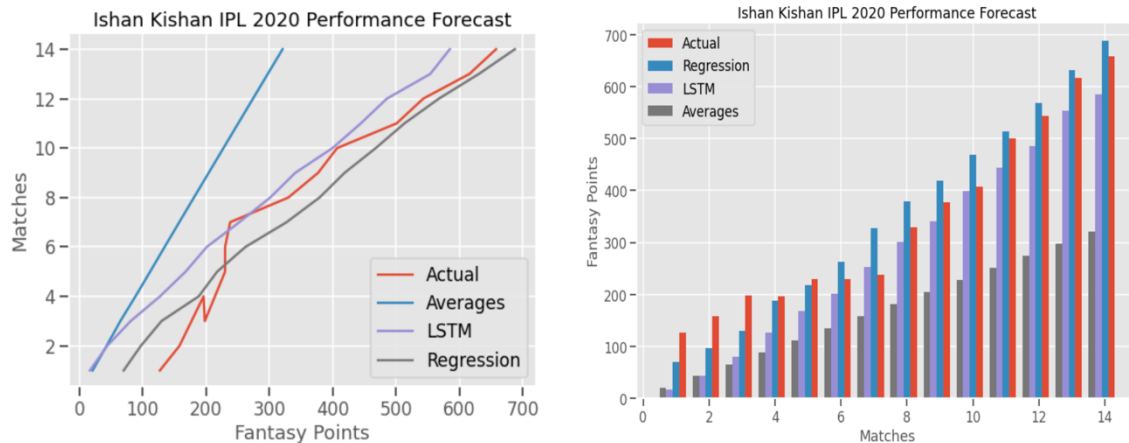 Ishan Kishan IPL 2020 Performance Forecast
14
12
10
8
6
4
2
Matches
Actual
Averages
LSTM
Regression
0 100 200 300 400 500 600 700
Fantasy Points
Ishan Kishan IPL 2020 Performance Forecast
700
600
500
400
300
200
100
0
Fantasy Points
Actual
Regression
LSTM
Averages
0 2 4 6 8 10 12 14
Matches